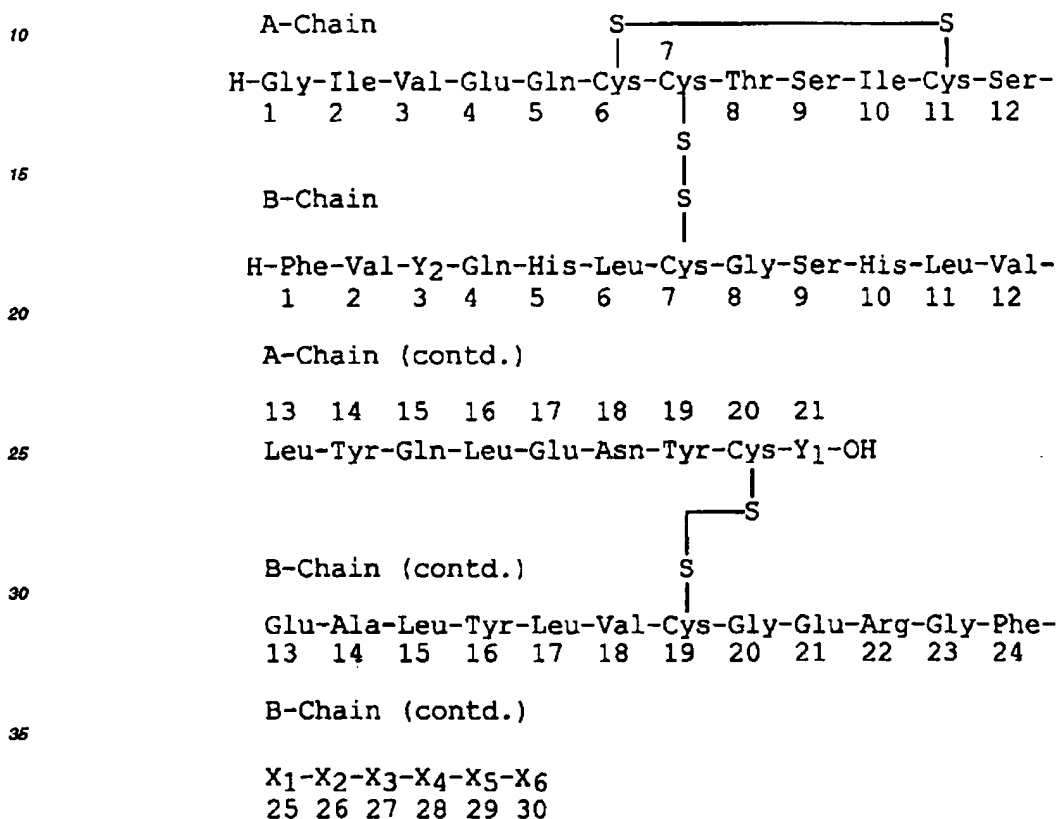 10 A-Chain S S
7
H-Gly-Ile-Val-Glu-Gln-Cys-Cys-Thr-Ser-Ile-Cys-Ser-
1 2 3 4 5 6 8 9 10 11 12
S
15
B-Chain S
H-Phe-Val-Y2-Gln-His-Leu-Cys-Gly-Ser-His-Leu-Val-
1 2 3 4 5 6 7 8 9 10 11 12
20
A-Chain (contd.)
13 14 15 16 17 18 19 20 21
25 Leu-Tyr-Gln-Leu-Glu-Asn-Tyr-Cys-Y1-OH
S
B-Chain (contd.) S
30
Glu-Ala-Leu-Tyr-Leu-Val-Cys-Gly-Glu-Arg-Gly-Phe-
13 14 15 16 17 18 19 20 21 22 23 24
B-Chain (contd.)
35
X1-X2-X3-X4-X5-X6
25 26 27 28 29 30